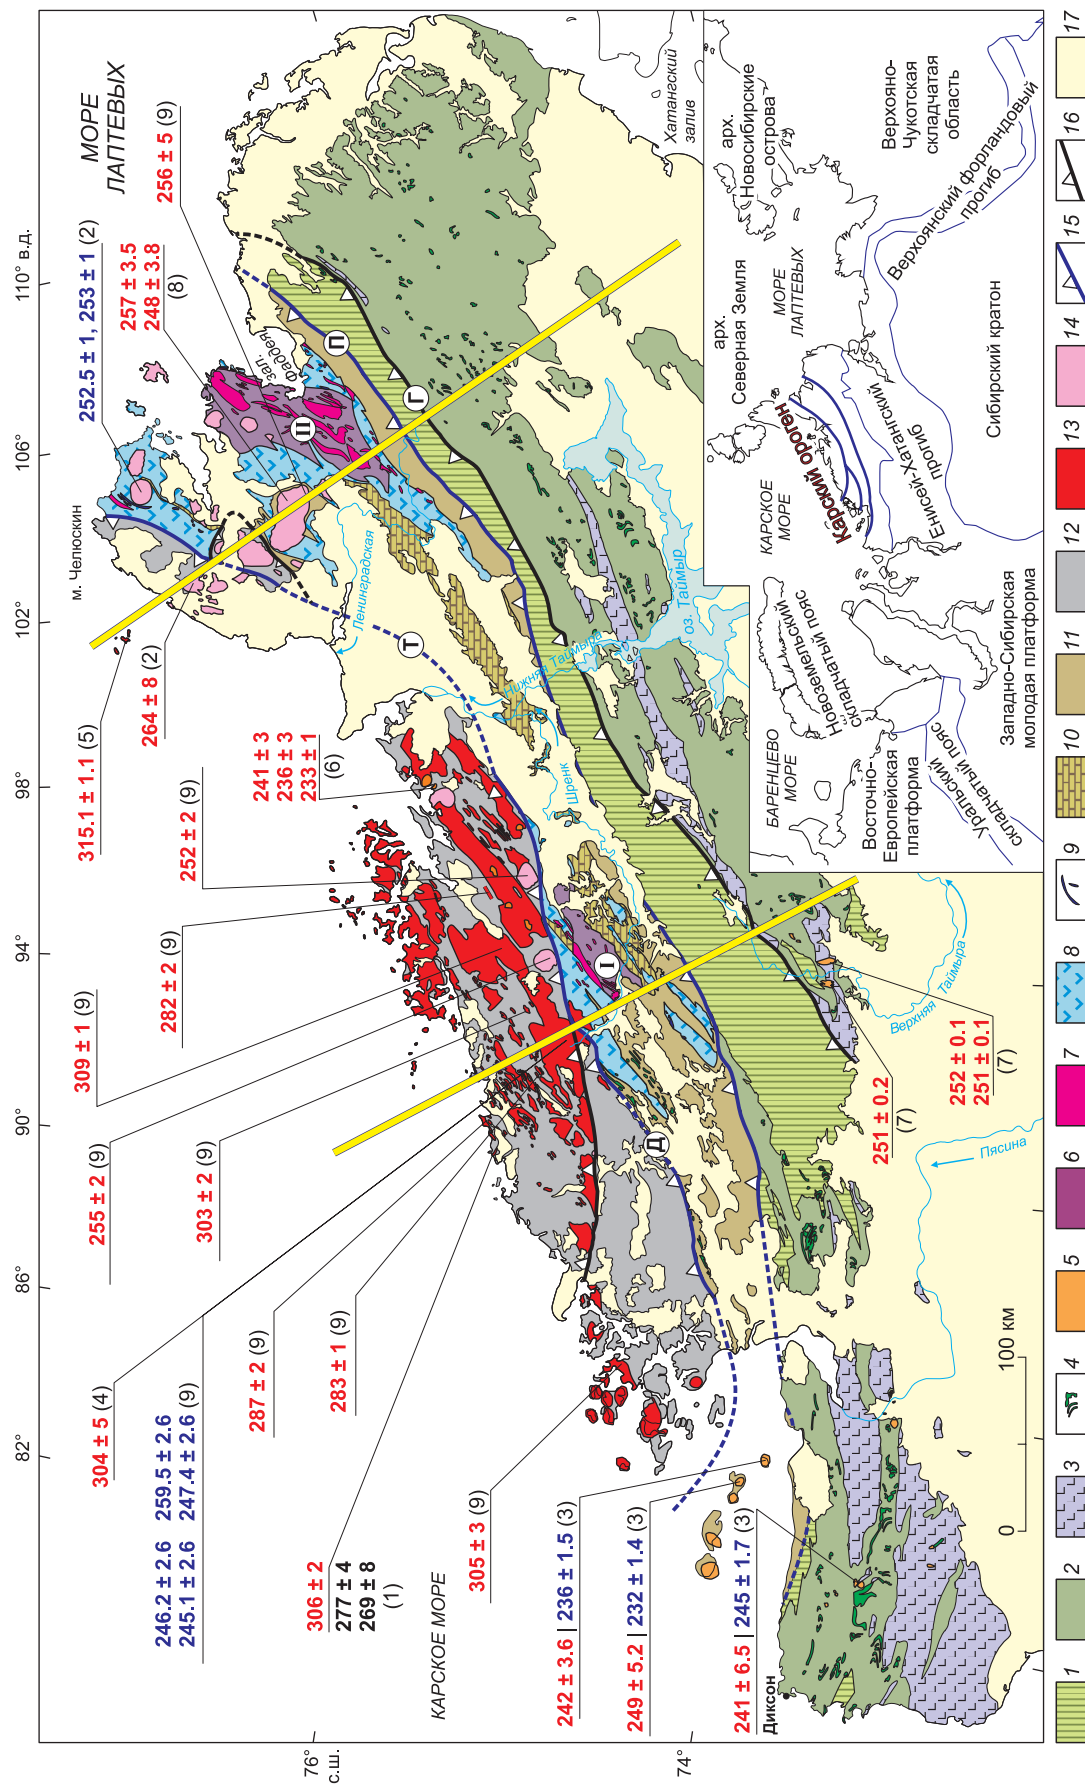 82°
86°
90°
94°
98°
102°
106°
110° в.д.
76°
с.ш.
74°
МОРЕ
ЛАПТЕВЫХ
КАРСКОЕ МОРЕ
м. Челюскин
зал.
Фаддея
Хатангский
залив
Ленинградская
Нижняя Таймыра
оз. Таймыр
Шренк
Верхняя Таймыра
Пясина
Диксон
304 ± 5 (4)
246.2 ± 2.6 259.5 ± 2.6
245.1 ± 2.6 247.4 ± 2.6 (9)
255 ± 2 (9)
309 ± 1 (9)
303 ± 2 (9)
282 ± 2 (9)
252 ± 2 (9)
287 ± 2 (9)
283 ± 1 (9)
306 ± 2
277 ± 4
269 ± 8
(1)
305 ± 3 (9)
242 ± 3.6 | 236 ± 1.5 (3)
249 ± 5.2 | 232 ± 1.4 (3)
241 ± 6.5 | 245 ± 1.7 (3)
315.1 ± 1.1 (5)
264 ± 8 (2)
241 ± 3
236 ± 3
233 ± 1
(6)
252.5 ± 1, 253 ± 1 (2)
257 ± 3.5
248 ± 3.8
(8)
256 ± 5 (9)
251 ± 0.2
(7)
252 ± 0.1
251 ± 0.1
(7)
Д
Т
П
Г
I
II
0 100 км
БАРЕНЦЕВО
МОРЕ
Новоземельский
складчатый пояс
Восточно-
Европейская
платформа
Уральский
складчатый пояс
Западно-Сибирская
молодая платформа
КАРСКОЕ
МОРЕ
Карский ороген
арх.
Северная Земля
МОРЕ
ЛАПТЕВЫХ
Енисей-Хатангский
прогиб
Сибирский кратон
арх.
Новосибирские
острова
Верхояно-
Чукотская
складчатая
область
Верхоянский форландовый
прогиб
1
2
3
4
5
6
7
8
9
10
11
12
13
14
15
16
17